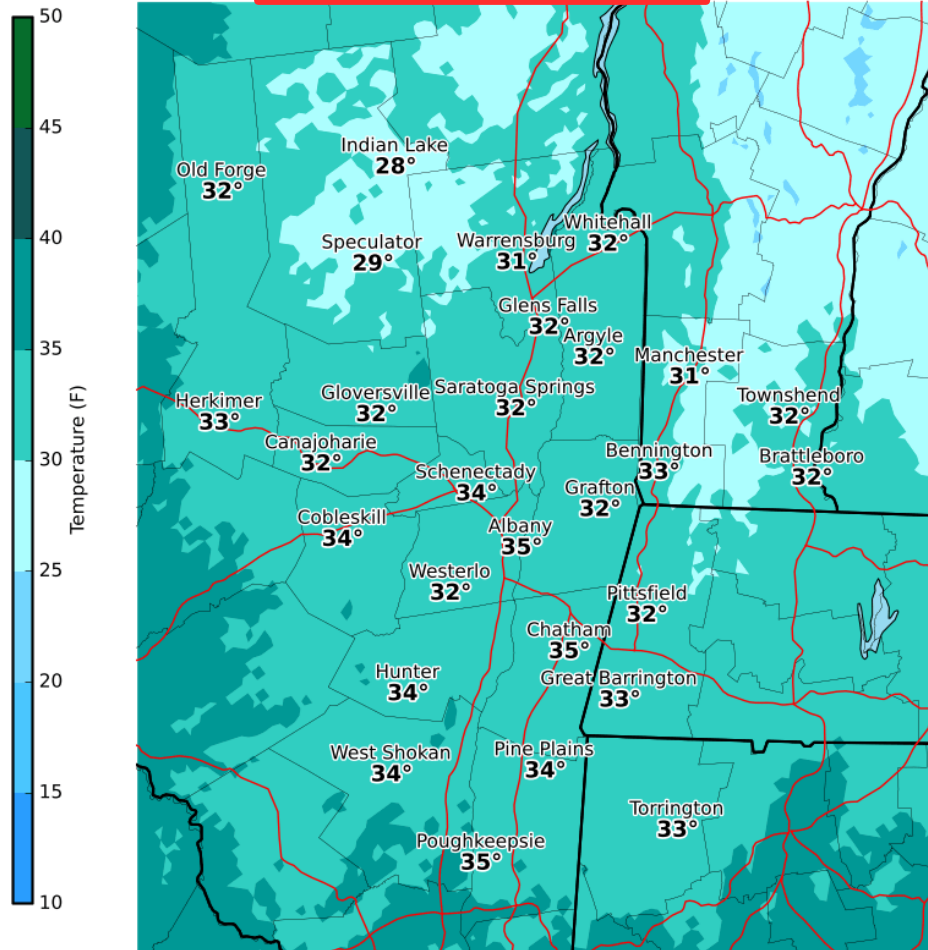 50
45
40
35
30
25
20
15
10
Temperature (F)
Indian Lake
28°
Old Forge
32°
Whitehall
32°
Speculator
29°
Warrensburg
31°
Glens Falls
32°
Argyle
32°
Manchester
31°
Gloversville
32°
Saratoga Springs
32°
Townshend
32°
Herkimer
33°
Canajoharie
32°
Bennington
33°
Brattleboro
32°
Schenectady
34°
Grafton
32°
Cobleskill
34°
Albany
35°
Westerlo
32°
Pittsfield
32°
Chatham
35°
Hunter
34°
Great Barrington
33°
West Shokan
34°
Pine Plains
34°
Torrington
33°
Poughkeepsie
35°